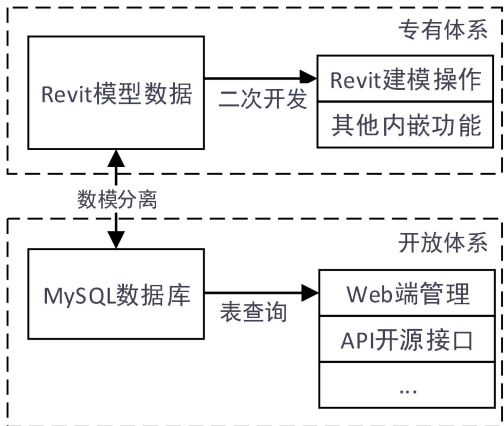 专有体系
Revit模型数据
二次开发
Revit建模操作
其他内嵌功能
数模分离
开放体系
MySQL数据库
表查询
Web端管理
API开源接口
...